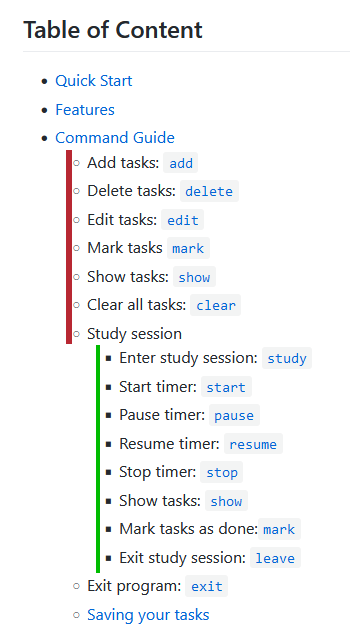 Table of Content
Quick Start
Features
Command Guide
Add tasks: add
Delete tasks: delete
Edit tasks: edit
Mark tasks mark
Show tasks: show
Clear all tasks: clear
Study session
Enter study session: study
Start timer: start
Pause timer: pause
Resume timer: resume
Stop timer: stop
Show tasks: show
Mark tasks as done: mark
Exit study session: leave
Exit program: exit
Saving your tasks